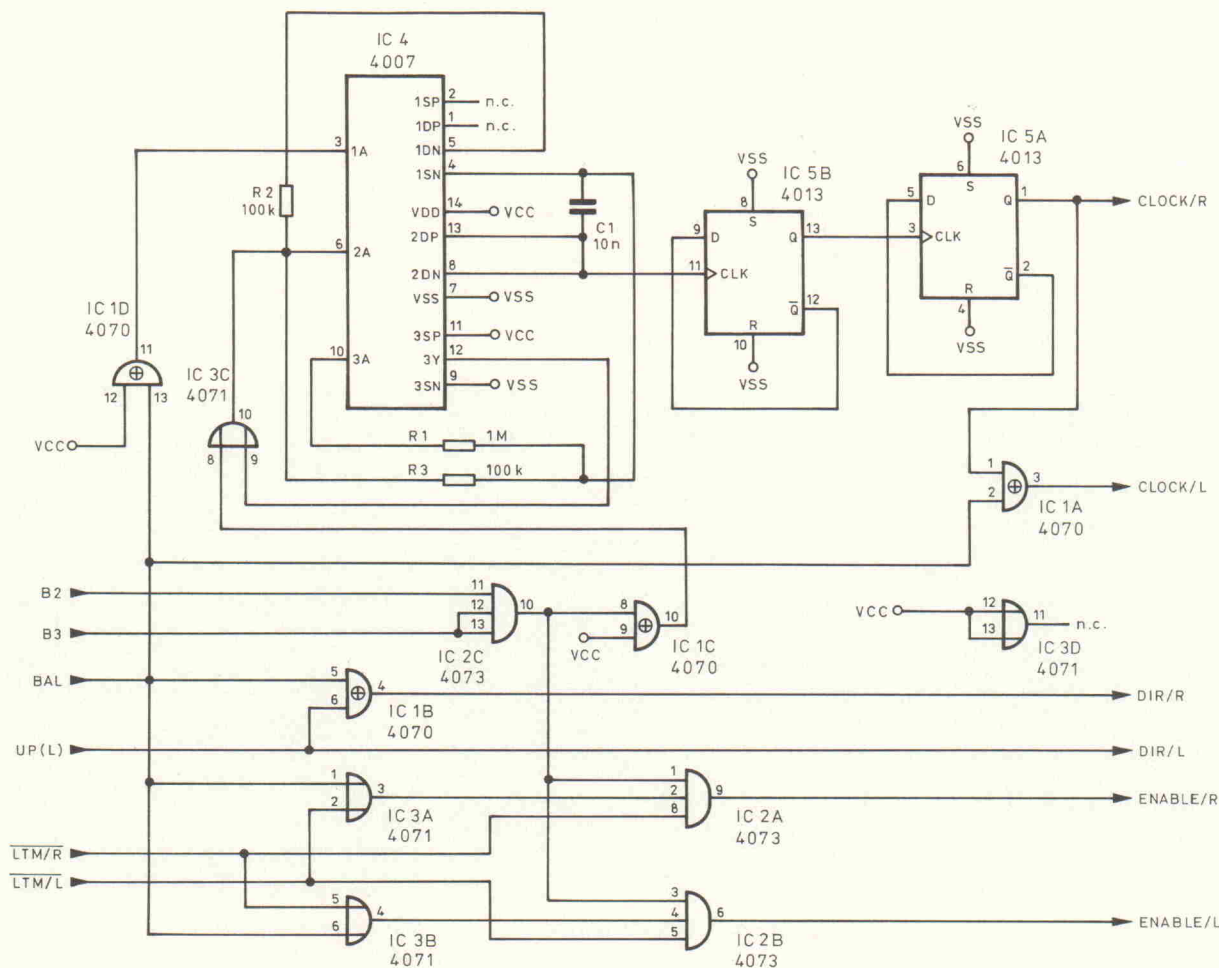 IC 4
4007
1SP
2
n.c.
1DP
1
n.c.
3
1A
1DN
5
1SN
4
R2
100k
VDD
14
VCC
C1
10n
6
2A
2DP
13
2DN
8
VSS
7
VSS
3SP
11
VCC
10
3A
3Y
12
3SN
9
VSS
IC 1D
4070
11
12
13
VCC
IC 3C
4071
10
8
9
R1
1M
R3
100k
VSS
IC 5B
4013
8
S
9
D
Q
13
11
CLK
Q
12
R
10
VSS
VSS
IC 5A
4013
6
S
5
D
Q
1
CLOCK/R
3
CLK
Q
2
R
4
VSS
1
2
3
CLOCK/L
IC 1A
4070
B2
11
12
10
B3
13
IC 2C
4073
8
9
10
VCC
IC 1C
4070
VCC
12
13
11
n.c.
IC 3D
4071
BAL
5
6
4
DIR/R
IC 1B
4070
UP(L)
DIR/L
1
2
3
IC 3A
4071
1
2
8
9
ENABLE/R
IC 2A
4073
LTM/R
LTM/L
5
6
4
IC 3B
4071
3
4
5
6
ENABLE/L
IC 2B
4073